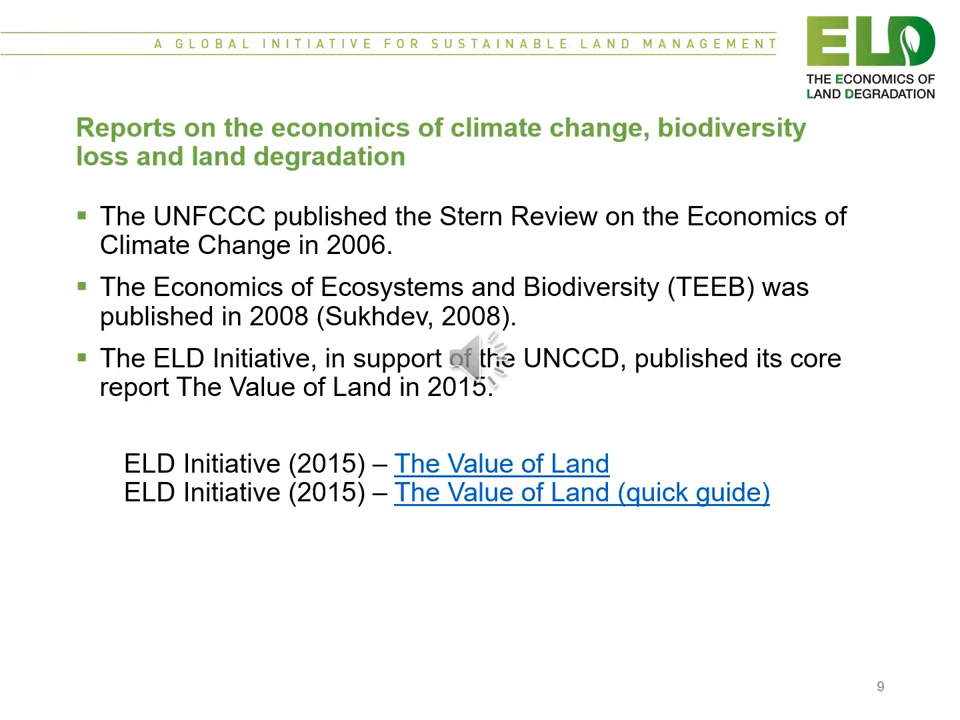 A GLOBAL INITIATIVE FOR SUSTAINABLE LAND MANAGEMENT
ELD
THE ECONOMICS OF
LAND DEGRADATION
Reports on the economics of climate change, biodiversity
loss and land degradation
▪ The UNFCCC published the Stern Review on the Economics of
Climate Change in 2006.
▪ The Economics of Ecosystems and Biodiversity (TEEB) was
published in 2008 (Sukhdev, 2008).
▪ The ELD Initiative, in support of the UNCCD, published its core
report The Value of Land in 2015.
ELD Initiative (2015) – The Value of Land
ELD Initiative (2015) – The Value of Land (quick guide)
9